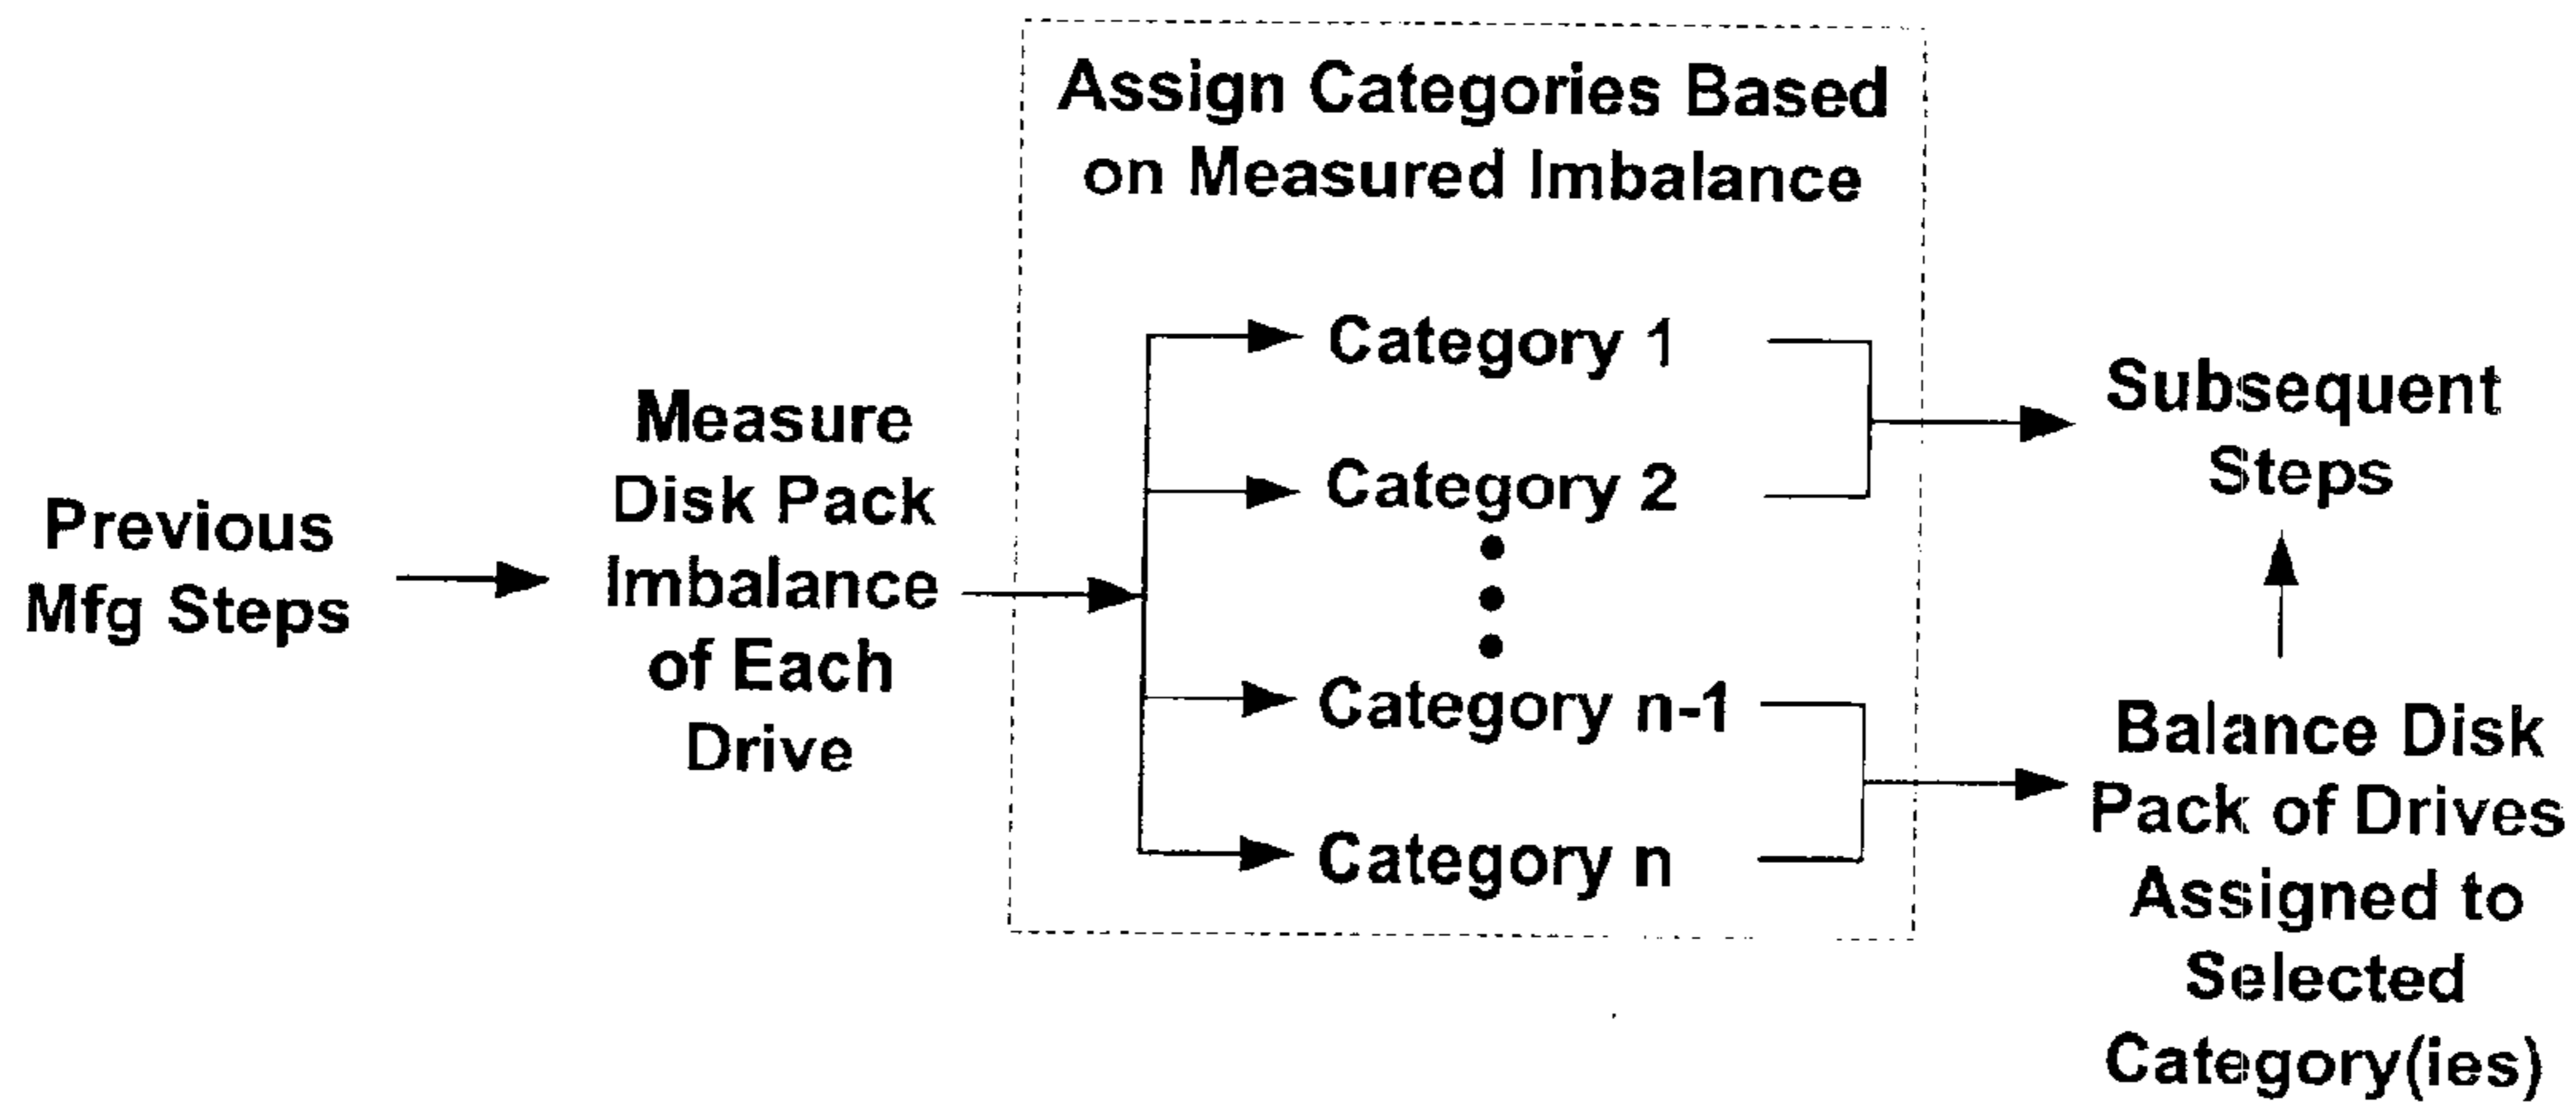 Previous
Mfg Steps
Measure
Disk Pack
Imbalance
of Each
Drive
Assign Categories Based
on Measured Imbalance
Category 1
Category 2
Category n-1
Category n
Subsequent
Steps
Balance Disk
Pack of Drives
Assigned to
Selected
Category(ies)